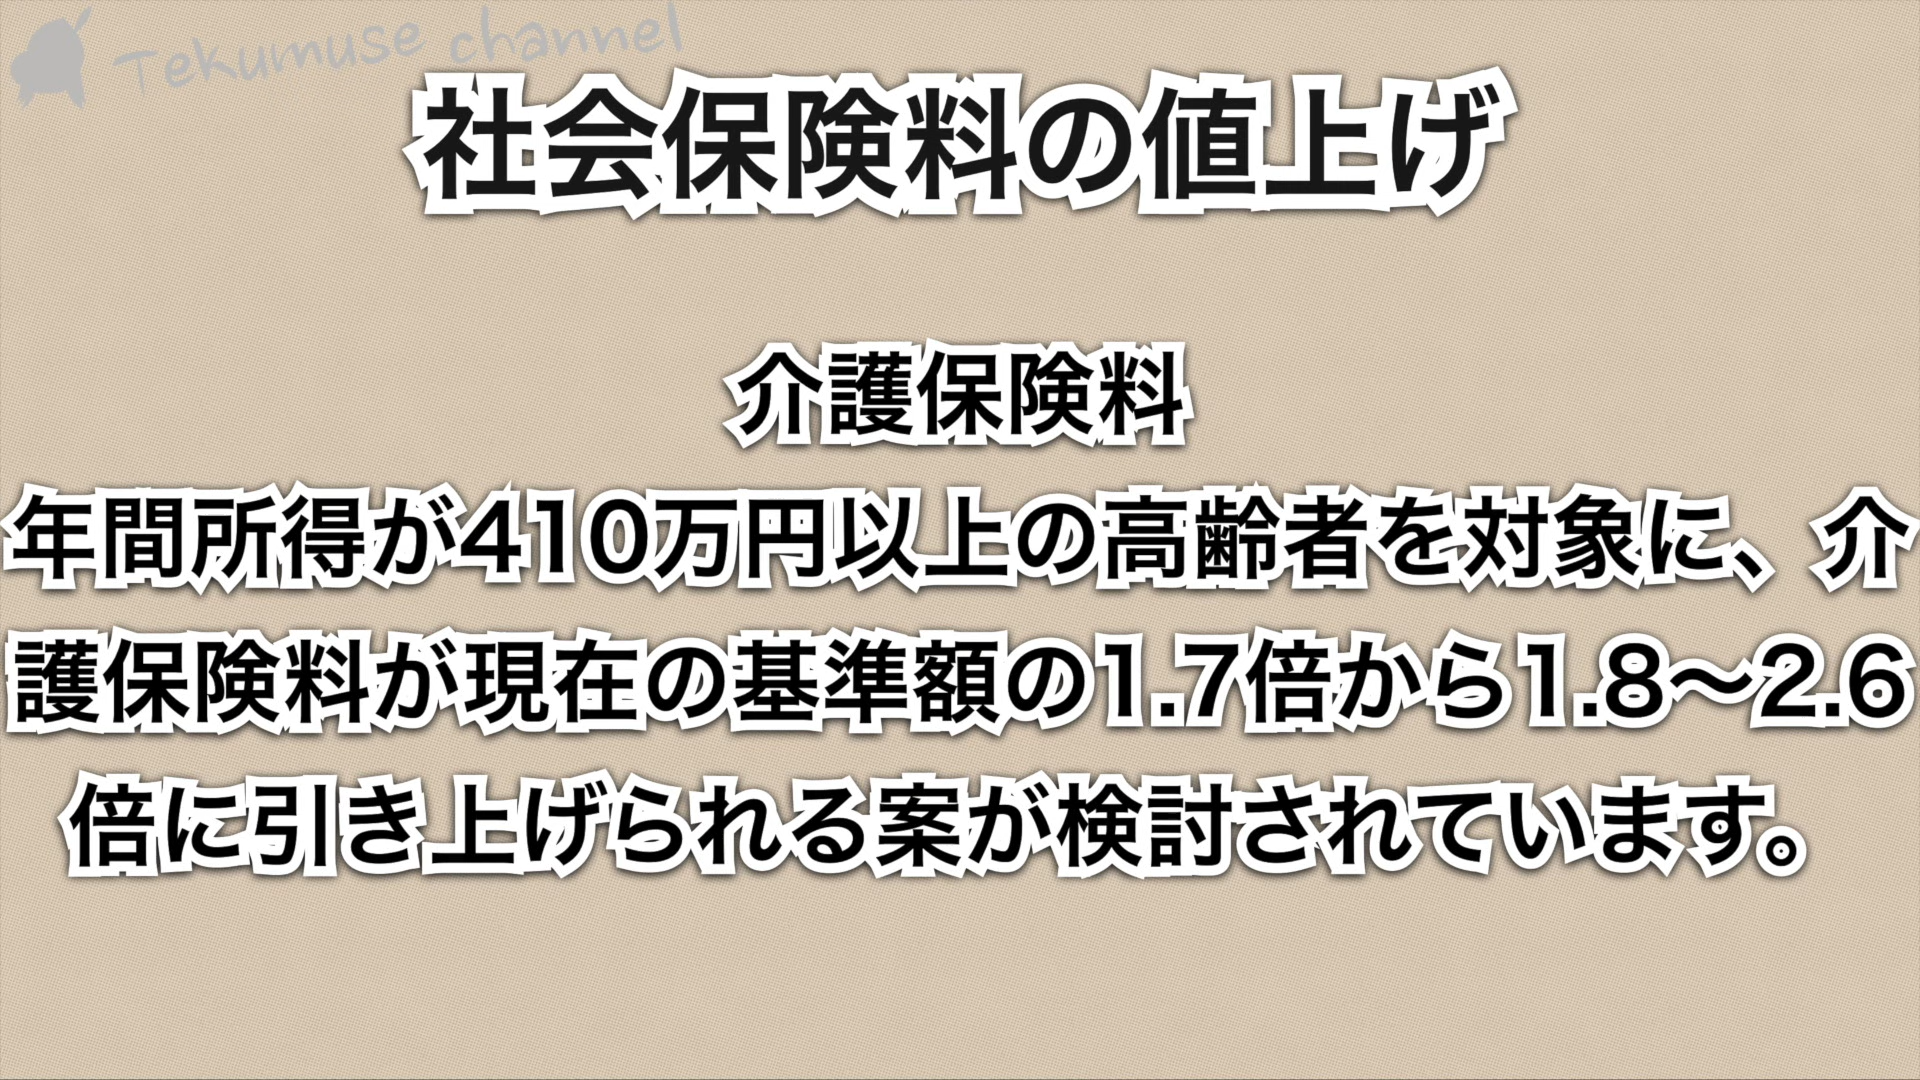 Tekumuse channel
社会保険料の値上げ
介護保険料
年間所得が410万円以上の高齢者を対象に、介
護保険料が現在の基準額の1.7倍から1.8〜2.6
倍に引き上げられる案が検討されています。